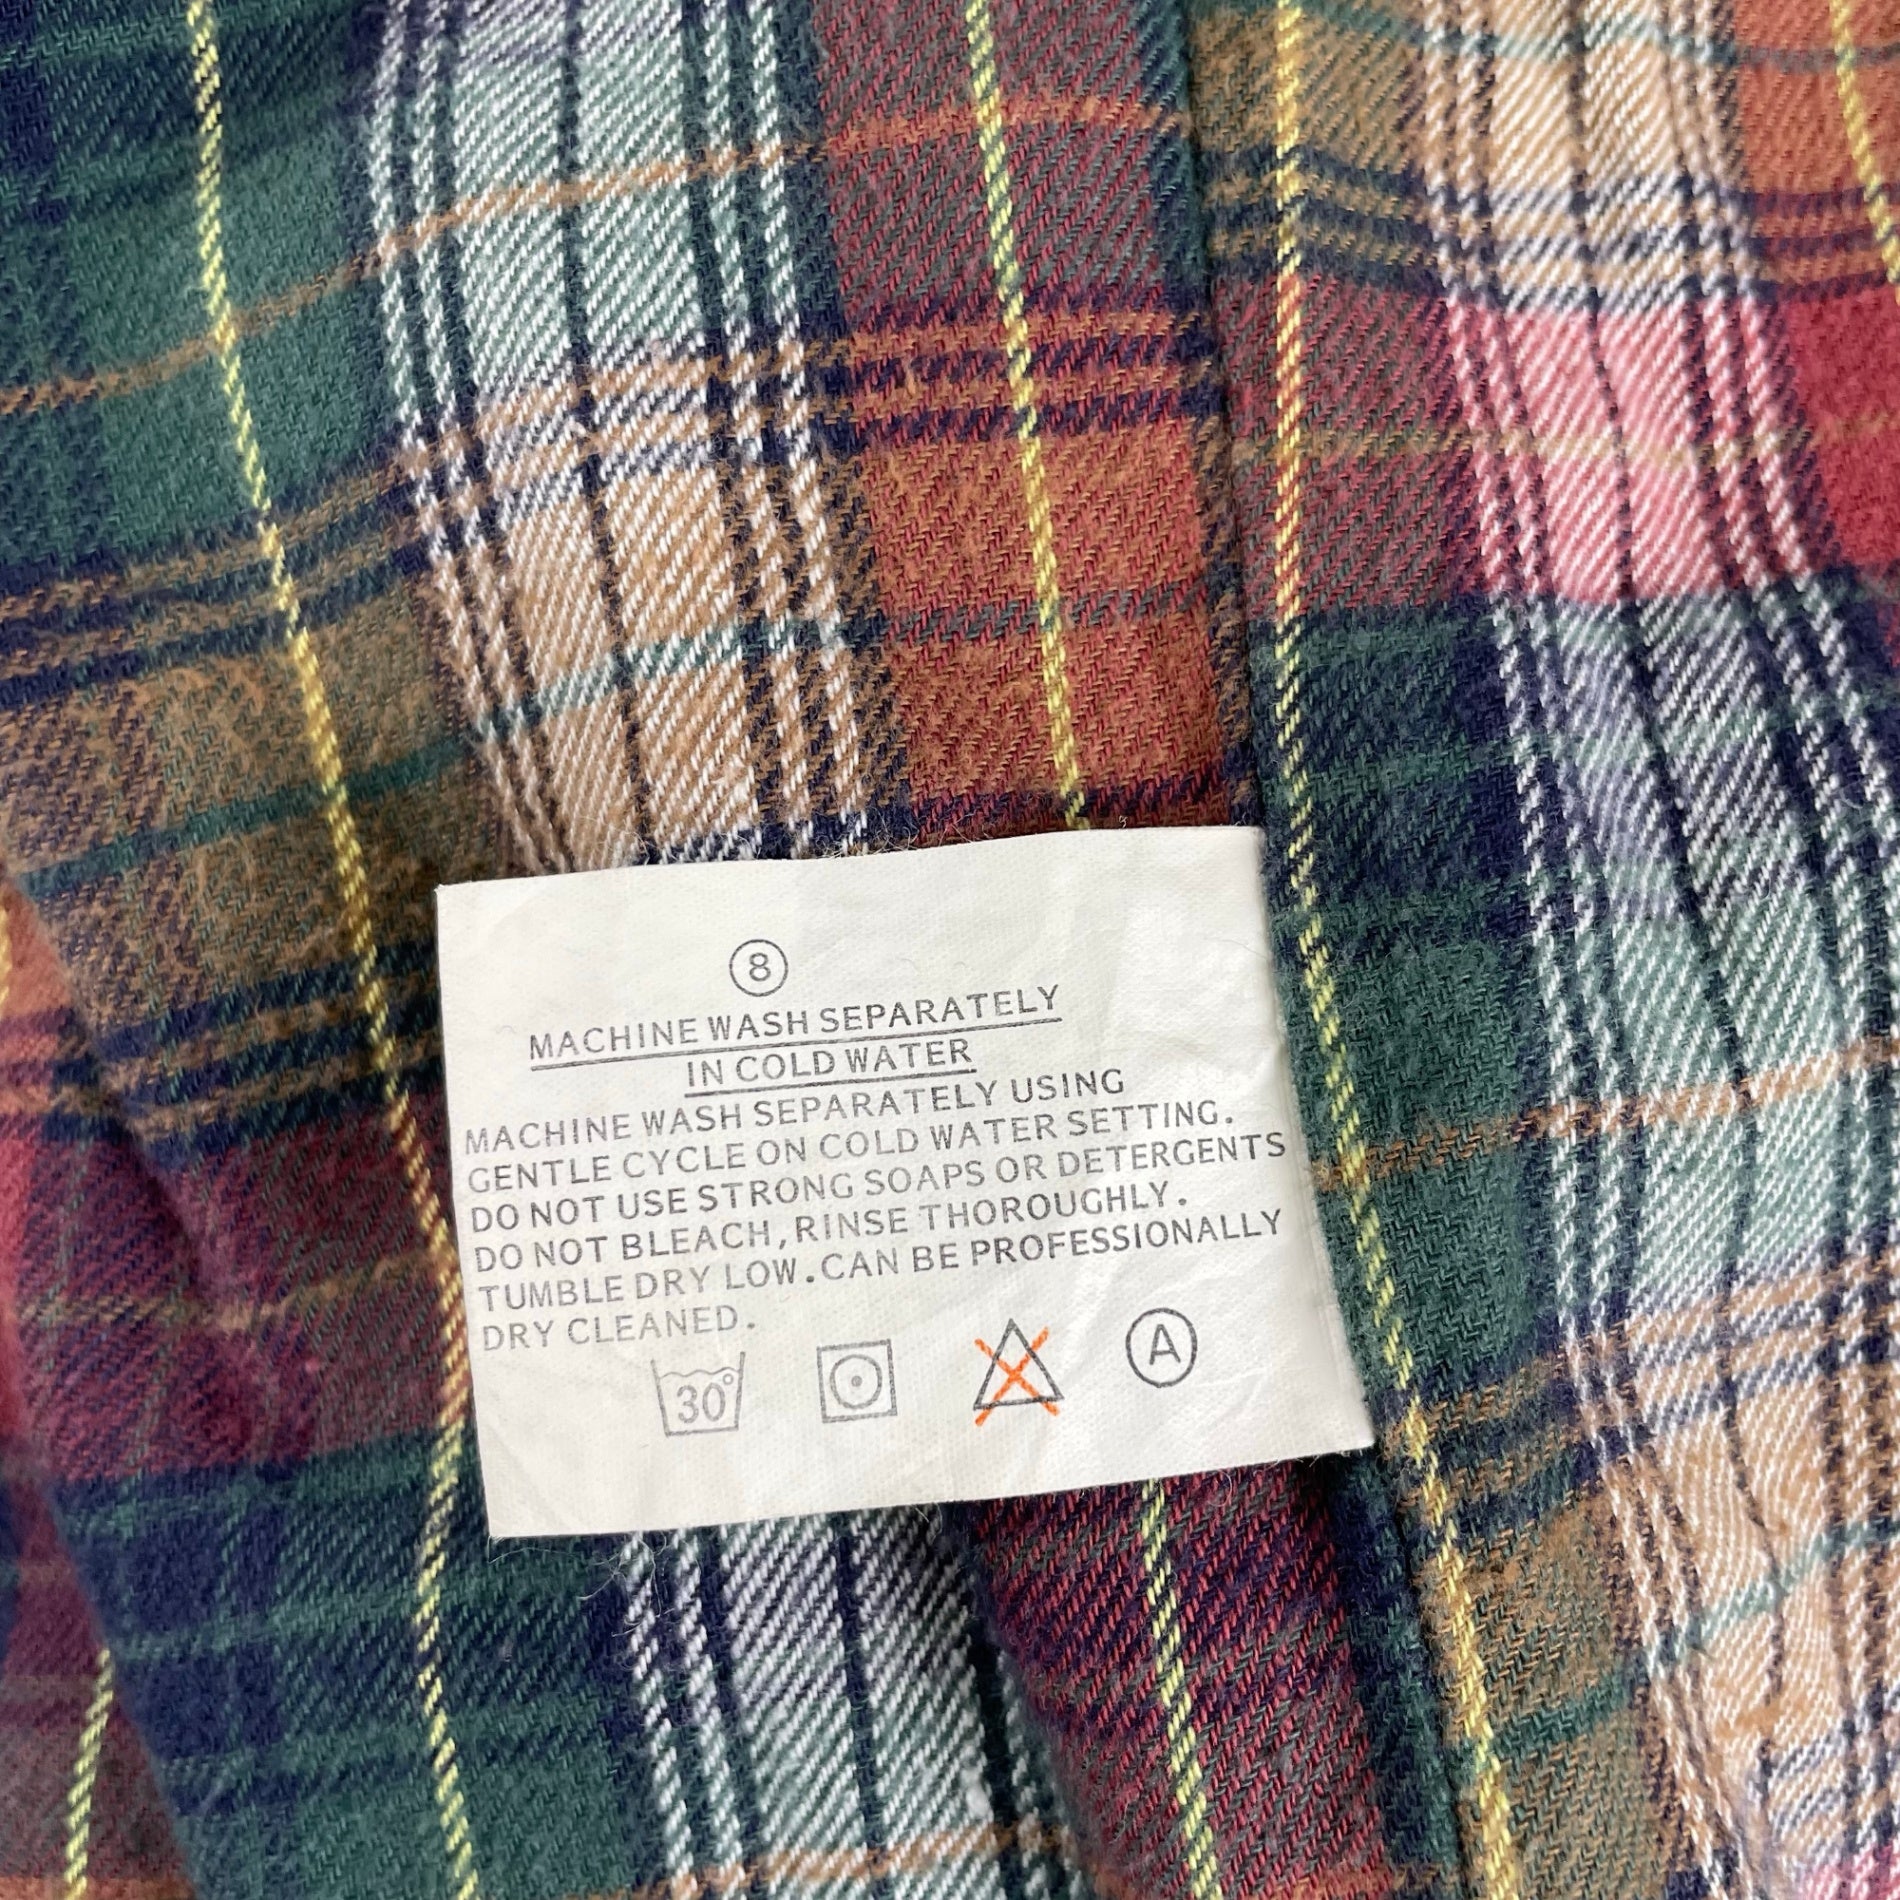 8
MACHINE WASH SEPARATELY
IN COLD WATER
MACHINE WASH SEPARATELY USING
GENTLE CYCLE ON COLD WATER SETTING.
DO NOT USE STRONG SOAPS OR DETERGENTS
DO NOT BLEACH, RINSE THOROUGHLY.
TUMBLE DRY LOW. CAN BE PROFESSIONALLY
DRY CLEANED.
30° A